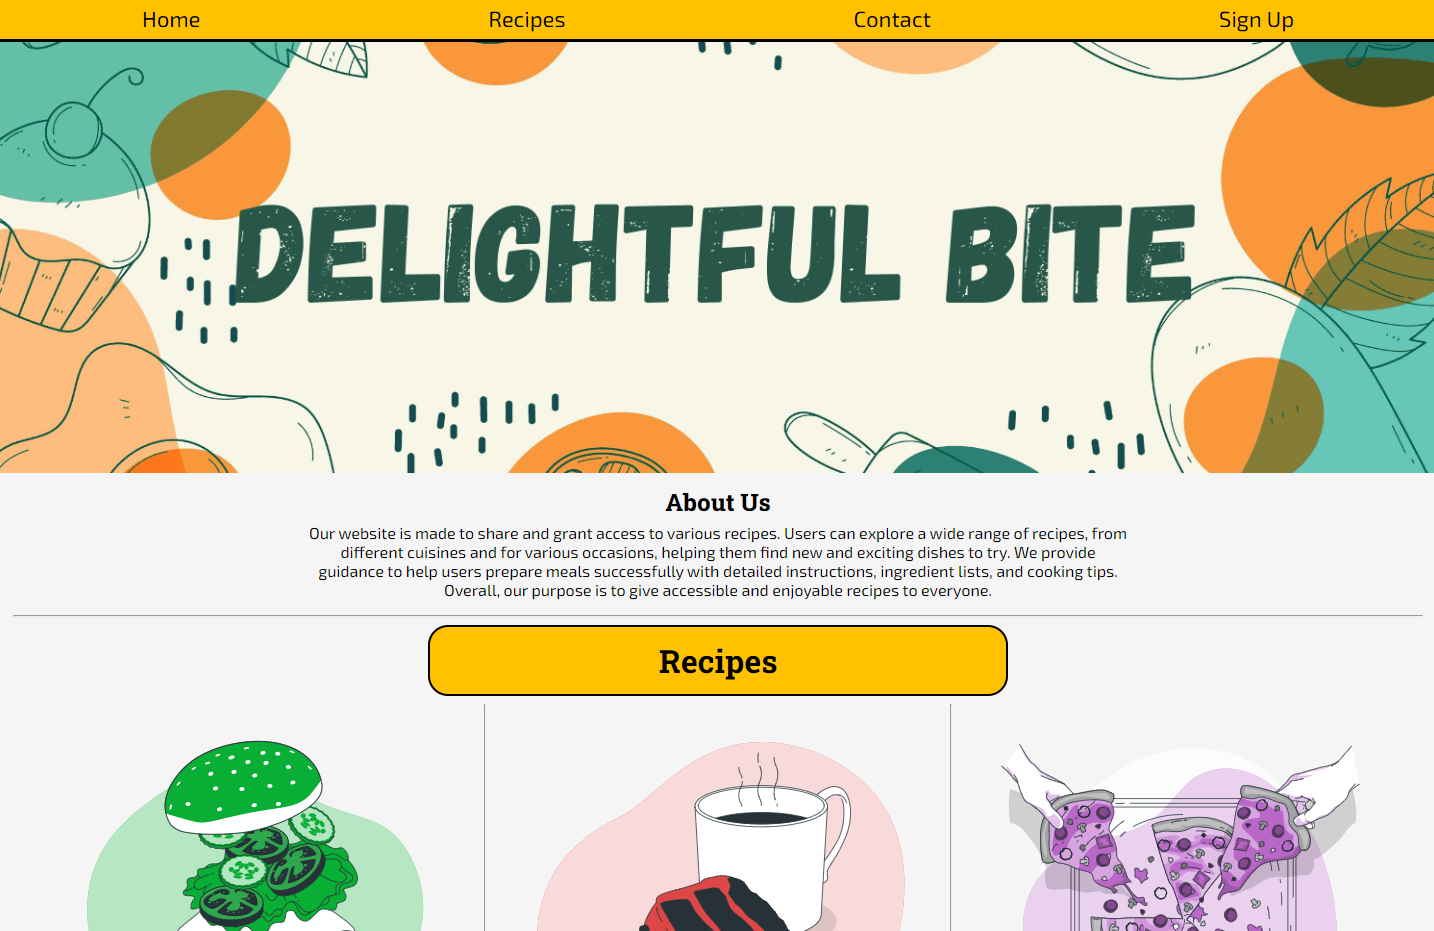 Home Recipes Contact Sign Up
DELIGHTFUL BITE
About Us
Our website is made to share and grant access to various recipes. Users can explore a wide range of recipes, from
different cuisines and for various occasions, helping them find new and exciting dishes to try. We provide
guidance to help users prepare meals successfully with detailed instructions, ingredient lists, and cooking tips.
Overall, our purpose is to give accessible and enjoyable recipes to everyone.
Recipes